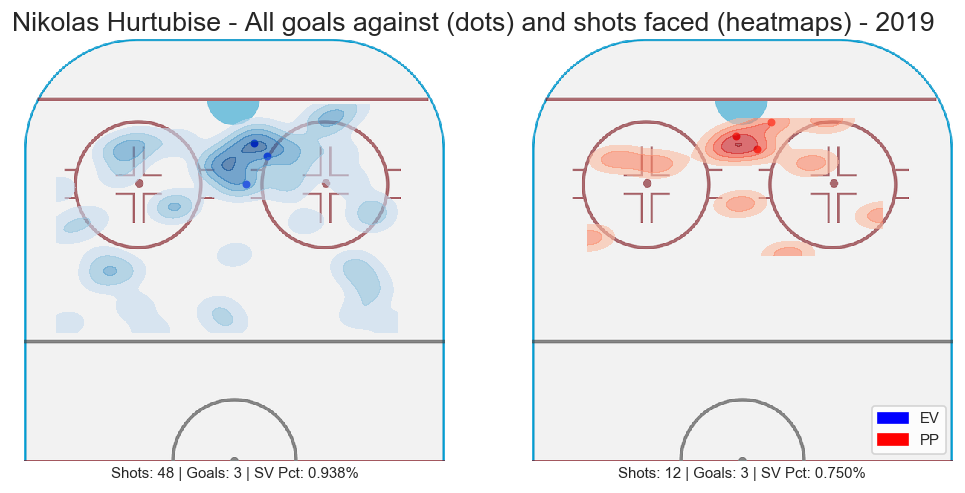 Nikolas Hurtubise - All goals against (dots) and shots faced (heatmaps) - 2019
EV
PP
Shots: 48 | Goals: 3 | SV Pct: 0.938%
Shots: 12 | Goals: 3 | SV Pct: 0.750%